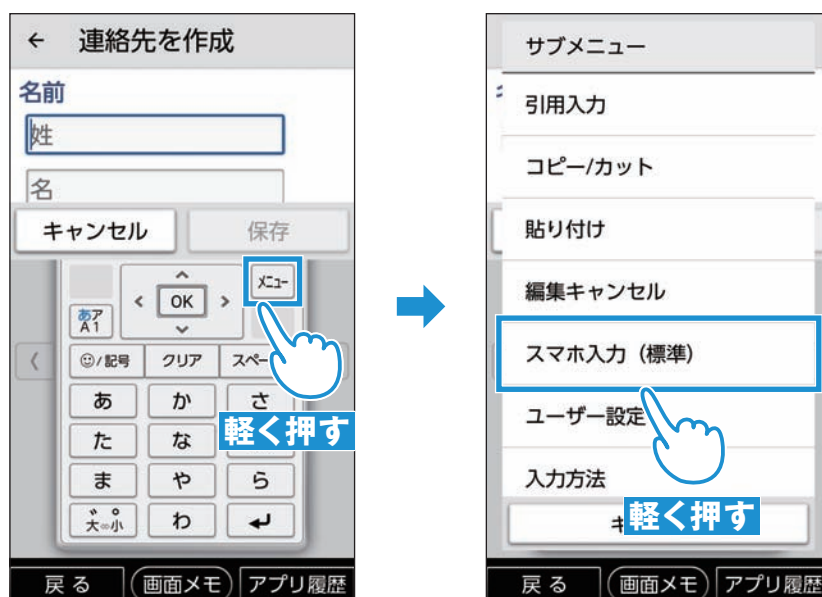 ← 連絡先を作成
名前
姓
名
キャンセル 保存
メニュー
OK
あア
A1
☺/記号 クリア スペー
あ か さ
た な
軽く押す
ま や ら
大⇔小 わ ↵
戻る 画面メモ アプリ履歴
サブメニュー
引用入力
コピー/カット
貼り付け
編集キャンセル
スマホ入力（標準）
ユーザー設定
入力方法
キ
軽く押す
戻る 画面メモ アプリ履歴